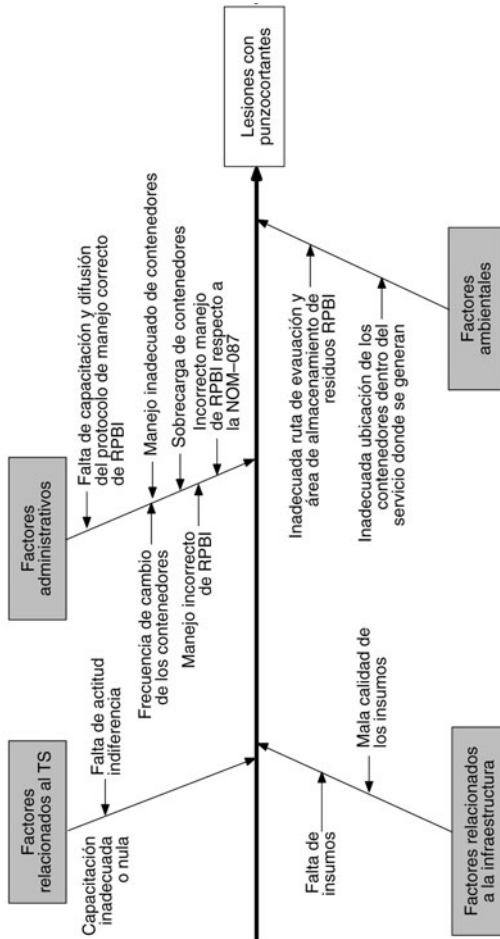 Factores
relacionados al TS
Capacitación
inadecuada
o nula
Falta de actitud
indiferencia
Factores
administrativos
Falta de capacitación y difusión
del protocolo de manejo correcto
de RPBI
Frecuencia de cambio
de los contenedores
Manejo inadecuado de contenedores
Sobrecarga de contenedores
Manejo incorrecto
de RPBI
Incorrecto manejo
de RPBI respecto a
la NOM–087
Lesiones con
punzocortantes
Falta de
insumos
Mala calidad de
los insumos
Factores relacionados
a la infraestructura
Inadecuada ruta de evauación y
área de almacenamiento de
residuos RPBI
Inadecuada ubicación de los
contenedores dentro del
servicio donde se generan
Factores
ambientales